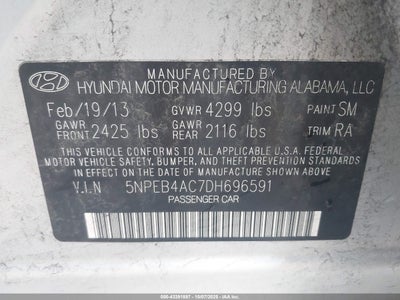 MFD BY
HYUNDAI MOTOR MANUFACTURING ALABAMA, LLC
Feb/19/13 GVWR 4299 lbs PAINT SM
GAWR FRONT 2425 lbs GAWR REAR 2116 lbs TRIM RA
THIS VEHICLE CONFORMS TO ALL APPLICABLE U.S.A. FEDERAL
MOTOR VEHICLE SAFETY, BUMPER, AND THEFT PREVENTION STANDARDS
IN EFFECT ON THE DATE OF MANUFACTURE SHOWN ABOVE.
V.I.N 5NPEB4AC7DH696591
PASSENGER CAR